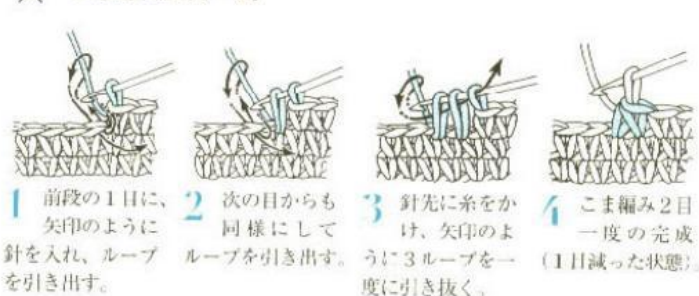 1 前段の1目に、
矢印のように
針を入れ、ループ
を引き出す。
2 次の目からも
同様にして
ループを引き出す。
3 針先に糸をか
け、矢印のよ
うに3ループを一
度に引き抜く。
4 こま編み2目
一度の完成
(1目減った状態)。